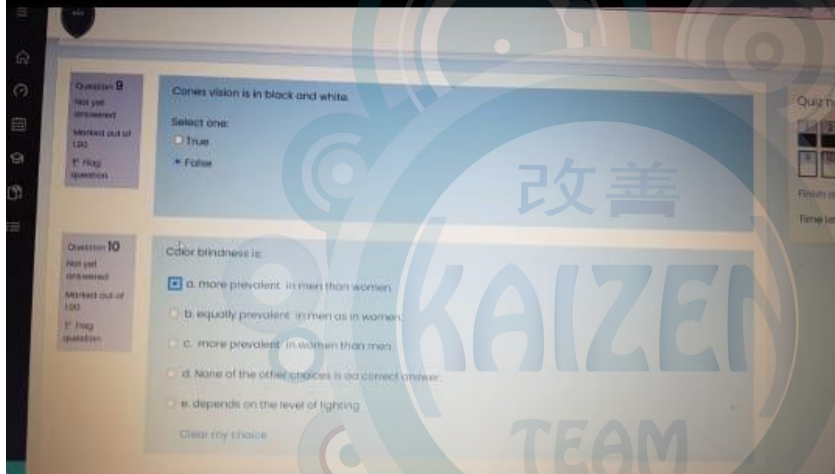 Question 9
Not yet
answered
Marked out of
1.00
Flag
question
Cones vision is in black and white.
Select one:
True
False
Quiz n
Finish a
Time le
Question 10
Not yet
answered
Marked out of
1.00
Flag
question
Color blindness is:
a. more prevalent in men than women
b. equally prevalent in men as in women.
c. more prevalent in women than men
d. None of the other choices is aa correct answer.
e. depends on the level of lighting
Clear my choice
改善
KAIZEN
TEAM